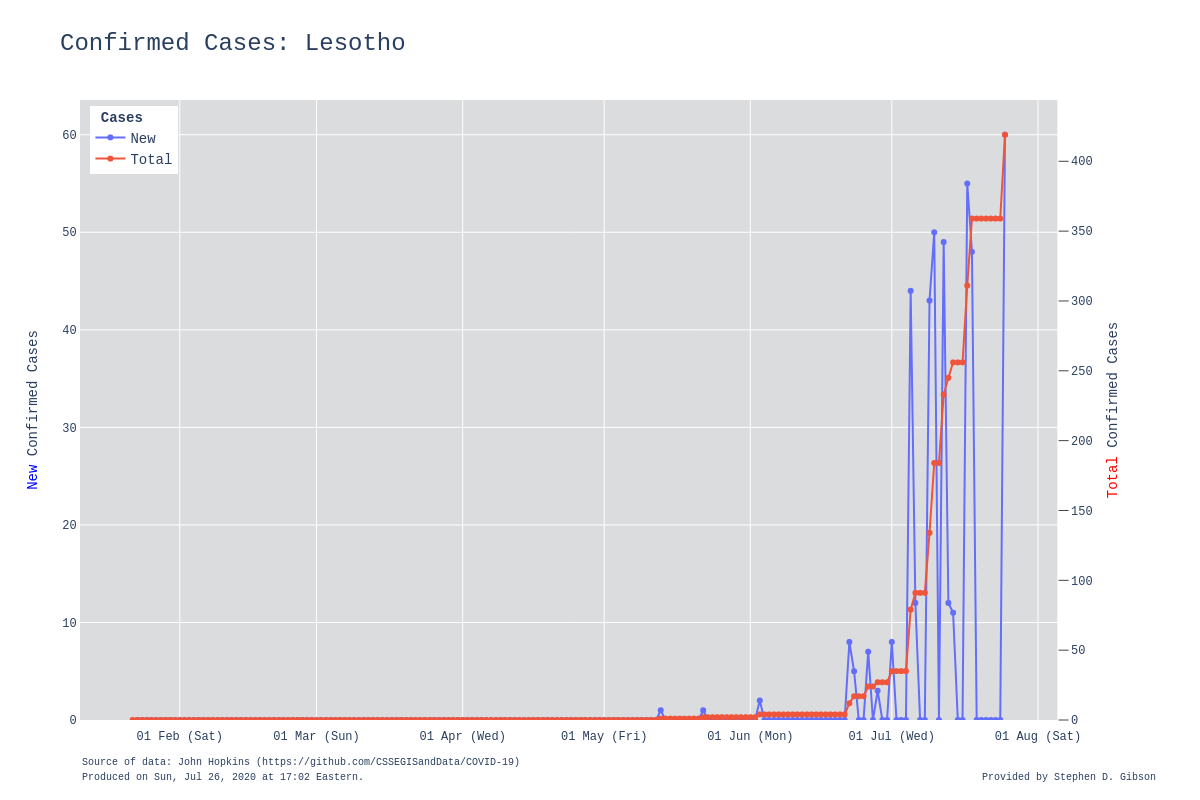 Confirmed Cases: Lesotho
Cases
New
Total
60
50
40
30
20
10
0
400
350
300
250
200
150
100
50
0
New Confirmed Cases
Total Confirmed Cases
01 Feb (Sat)
01 Mar (Sun)
01 Apr (Wed)
01 May (Fri)
01 Jun (Mon)
01 Jul (Wed)
01 Aug (Sat)
Source of data: John Hopkins (https://github.com/CSSEGISandData/COVID-19)
Produced on Sun, Jul 26, 2020 at 17:02 Eastern.
Provided by Stephen D. Gibson